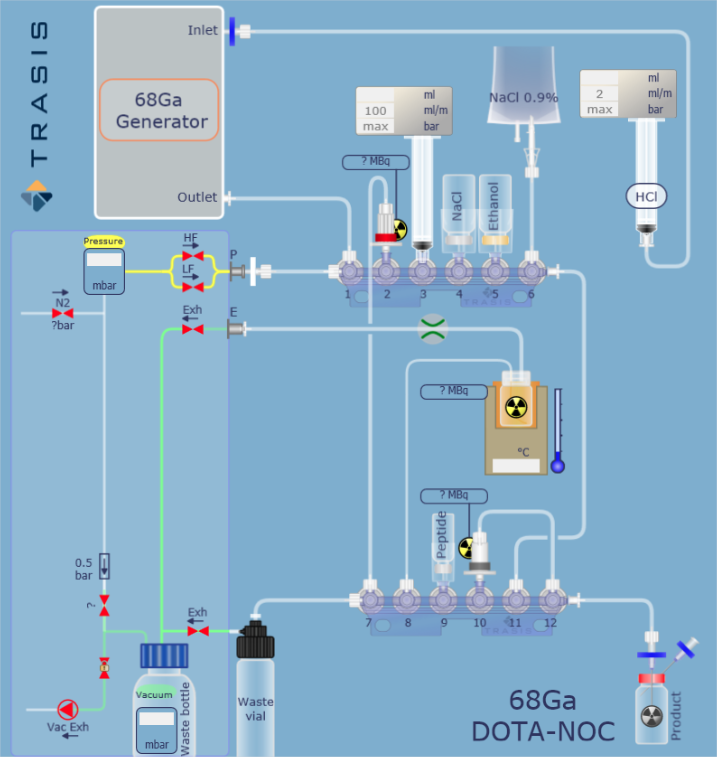 TRASIS
Inlet
68Ga
Generator
Outlet
100
max
ml
ml/m
bar
NaCl 0.9%
2
max
ml
ml/m
bar
HCl
? MBq
NaCl
Ethanol
Pressure
mbar
HF
LF
P
N2
?bar
Exh
E
1
2
3
4
5
6
TRASIS
? MBq
°C
? MBq
Peptide
0.5
bar
?
Exh
7
8
9
10
11
12
TRASIS
Vacuum
mbar
Waste bottle
Vac Exh
Waste
vial
68Ga
DOTA-NOC
Product